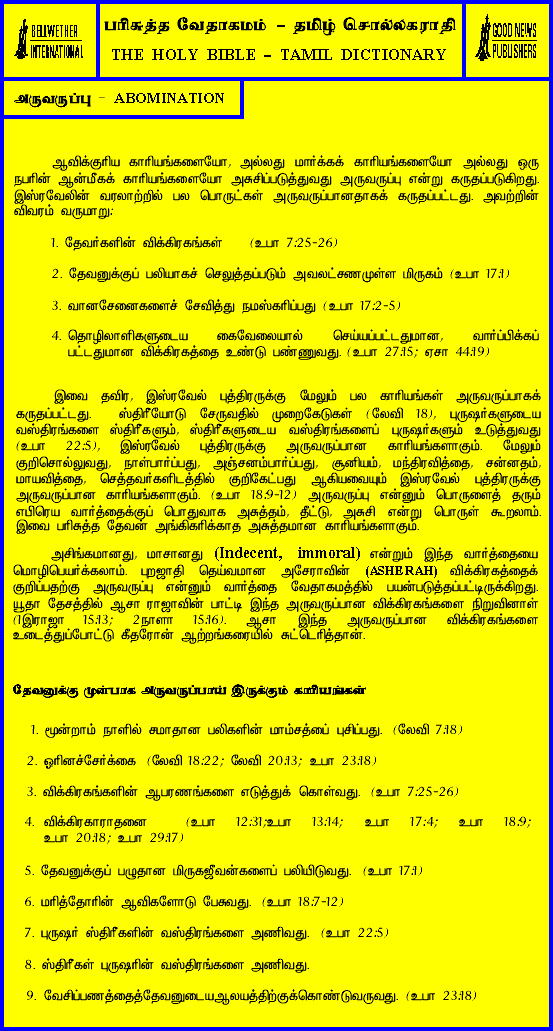 BELLWETHER
INTERNATIONAL
பரிசுத்த வேதாகமம் - தமிழ் சொல்லகராதி
THE HOLY BIBLE - TAMIL DICTIONARY
GOOD NEWS
PUBLISHERS
அருவருப்பு - ABOMINATION
ஆவிக்குரிய காரியங்களையோ, அல்லது மார்க்கக் காரியங்களையோ அல்லது ஒரு
நபரின் ஆன்மீகக் காரியங்களையோ அசுசிப்படுத்துவது அருவருப்பு என்று கருதப்படுகிறது.
இஸ்ரவேலின் வரலாற்றில் பல பொருட்கள் அருவருப்பானதாகக் கருதப்பட்டது. அவற்றின்
விவரம் வருமாறு:
1. தேவர்களின் விக்கிரகங்கள் (உபா 7:25-26)
2. தேவனுக்குப் பலியாகச் செலுத்தப்படும் அவலட்சணமுள்ள மிருகம் (உபா 17:1)
3. வானசேனைகளைச் சேவித்து நமஸ்கரிப்பது (உபா 17:2-5)
4. தொழிலாளிகளுடைய கைவேலையால் செய்யப்பட்டதுமான, வார்ப்பிக்கப்
பட்டதுமான விக்கிரகத்தை உண்டு பண்ணுவது. (உபா 27:15; ஏசா 44:19)
இவை தவிர, இஸ்ரவேல் புத்திரருக்கு மேலும் பல காரியங்கள் அருவருப்பாகக்
கருதப்பட்டது. ஸ்திரீயோடு சேருவதில் முறைகேடுகள் (லேவி 18), புருஷர்களுடைய
வஸ்திரங்களை ஸ்திரீகளும், ஸ்திரீகளுடைய வஸ்திரங்களைப் புருஷர்களும் உடுத்துவது
(உபா 22:5), இஸ்ரவேல் புத்திரருக்கு அருவருப்பான காரியங்களாகும். மேலும்
குறிசொல்லுவது, நாள்பார்ப்பது, அஞ்சனம்பார்ப்பது, சூனியம், மந்திரவித்தை, சன்னதம்,
மாயவித்தை, செத்தவர்களிடத்தில் குறிகேட்பது ஆகியவையும் இஸ்ரவேல் புத்திரருக்கு
அருவருப்பான காரியங்களாகும். (உபா 18:9-12) அருவருப்பு என்னும் பொருளைத் தரும்
எபிரெய வார்த்தைக்குப் பொதுவாக அசுத்தம், தீட்டு, அசுசி என்று பொருள் கூறலாம்.
இவை பரிசுத்த தேவன் அங்கிகரிக்காத அசுத்தமான காரியங்களாகும்.
அசிங்கமானது, மாசானது (Indecent, immoral) என்றும் இந்த வார்த்தையை
மொழிபெயர்க்கலாம். புறஜாதி தெய்வமான அசேராவின் (ASHERAH) விக்கிரகத்தைக்
குறிப்பதற்கு அருவருப்பு என்னும் வார்த்தை வேதாகமத்தில் பயன்படுத்தப்பட்டிருக்கிறது.
யூதா தேசத்தில் ஆசா ராஜாவின் பாட்டி இந்த அருவருப்பான விக்கிரகங்களை நிறுவினாள்
(1இராஜா 15:13; 2நாளா 15:16). ஆசா இந்த அருவருப்பான விக்கிரகங்களை
உடைத்துப்போட்டு கீதரோன் ஆற்றங்கரையில் சுட்டெரித்தான்.
தேவனுக்கு முன்பாக அருவருப்பாய் இருக்கும் காரியங்கள்
1. மூன்றாம் நாளில் சமாதான பலிகளின் மாம்சத்தைப் புசிப்பது. (லேவி 7:18)
2. ஓரினச்சேர்க்கை (லேவி 18:22; லேவி 20:13; உபா 23:18)
3. விக்கிரகங்களின் ஆபரணங்களை எடுத்துக் கொள்வது. (உபா 7:25-26)
4. விக்கிரகாராதனை (உபா 12:31;உபா 13:14; உபா 17:4; உபா 18:9;
உபா 20:18; உபா 29:17)
5. தேவனுக்குப் பழுதான மிருகஜீவன்களைப் பலியிடுவது. (உபா 17:1)
6. மரித்தோரின் ஆவிகளோடு பேசுவது. (உபா 18:7-12)
7. புருஷர் ஸ்திரீகளின் வஸ்திரங்களை அணிவது. (உபா 22:5)
8. ஸ்திரீகள் புருஷரின் வஸ்திரங்களை அணிவது.
9. வேசிப்பணத்தைத்தேவனுடையஆலயத்திற்குக்கொண்டுவருவது. (உபா 23:18)